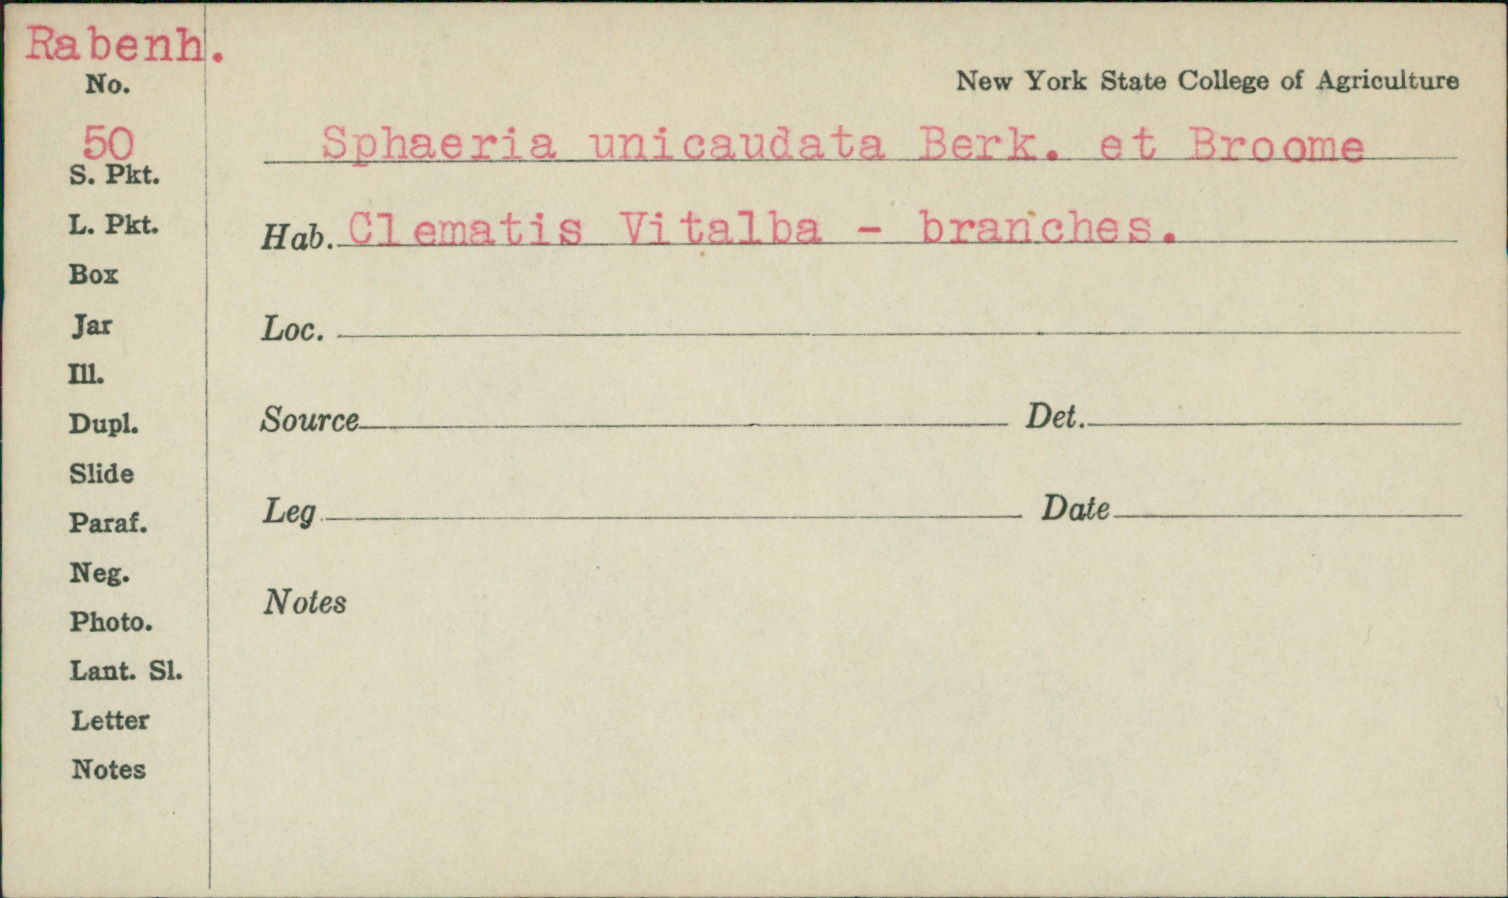 Rabenh.
No.
50
S. Pkt.
L. Pkt.
Box
Jar
Ill.
Dupl.
Slide
Paraf.
Neg.
Photo.
Lant. Sl.
Letter
Notes
New York State College of Agriculture
Sphaeria unicaudata Berk. et Broome
Hab. Clematis Vitalba - branches.
Loc.
Source Det.
Leg Date
Notes